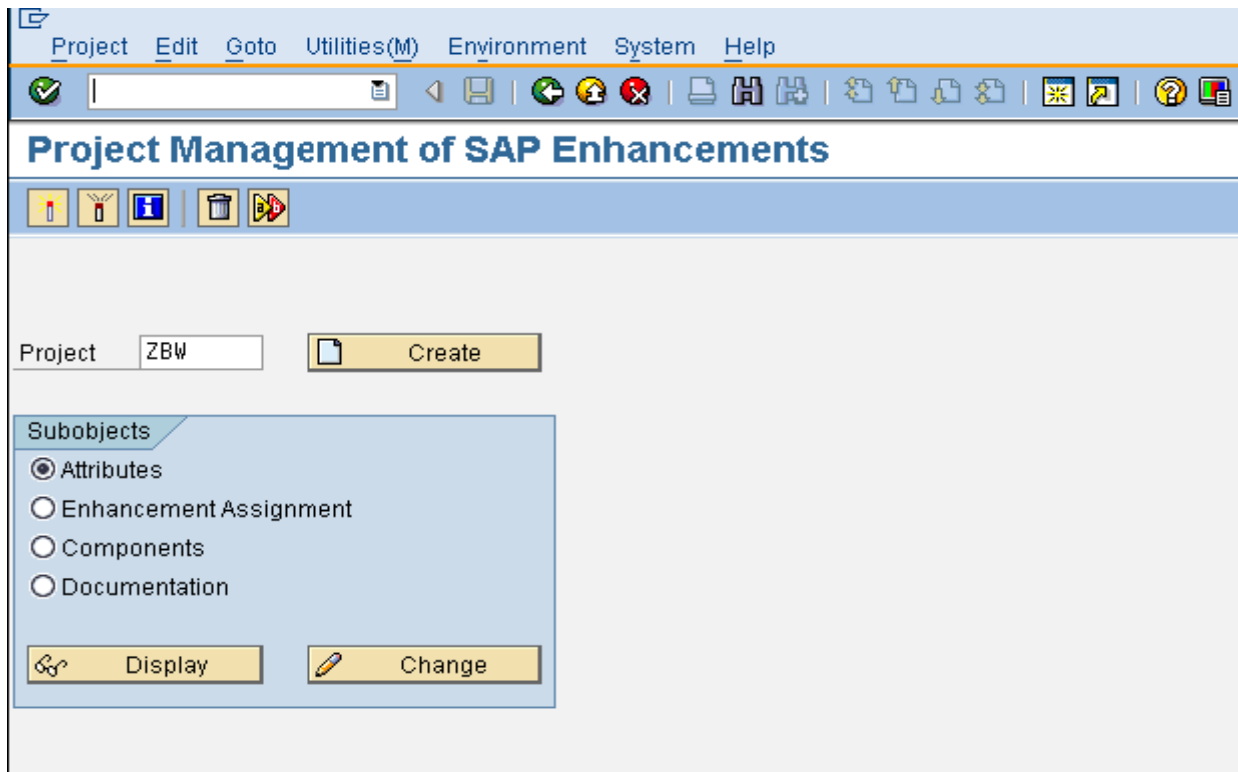 Project Edit Goto Utilities(M) Environment System Help
Project Management of SAP Enhancements
Project ZBW Create
Subobjects
Attributes
Enhancement Assignment
Components
Documentation
Display Change